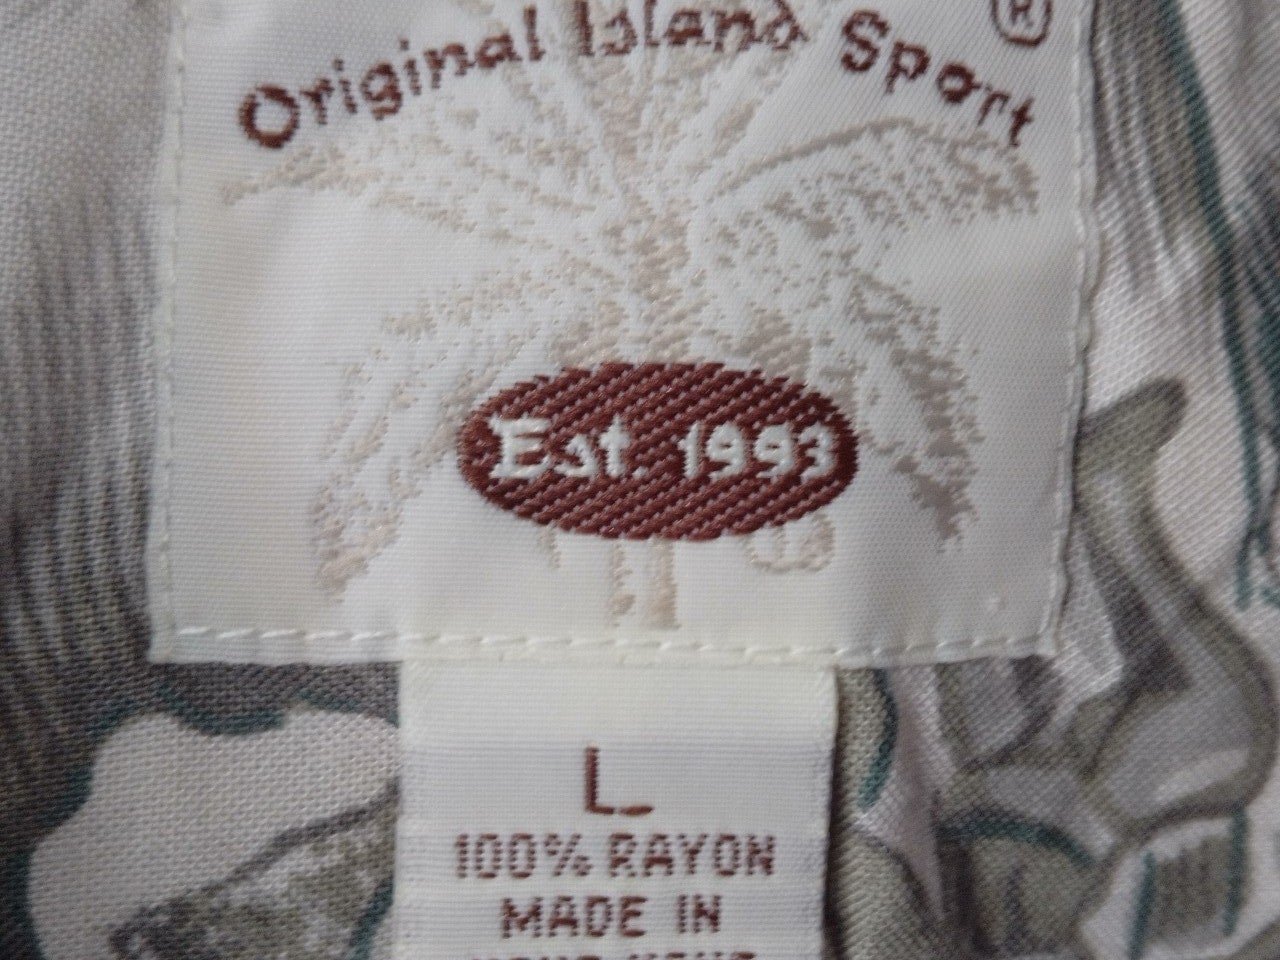 Original Island Sport ®
Est. 1993
L
100% RAYON
MADE IN